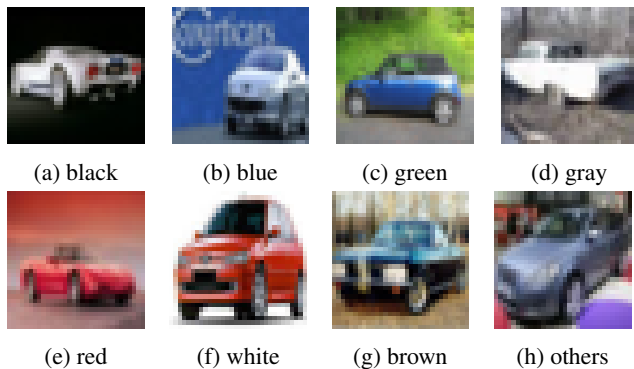 (a) black
(b) blue
(c) green
(d) gray
(e) red
(f) white
(g) brown
(h) others